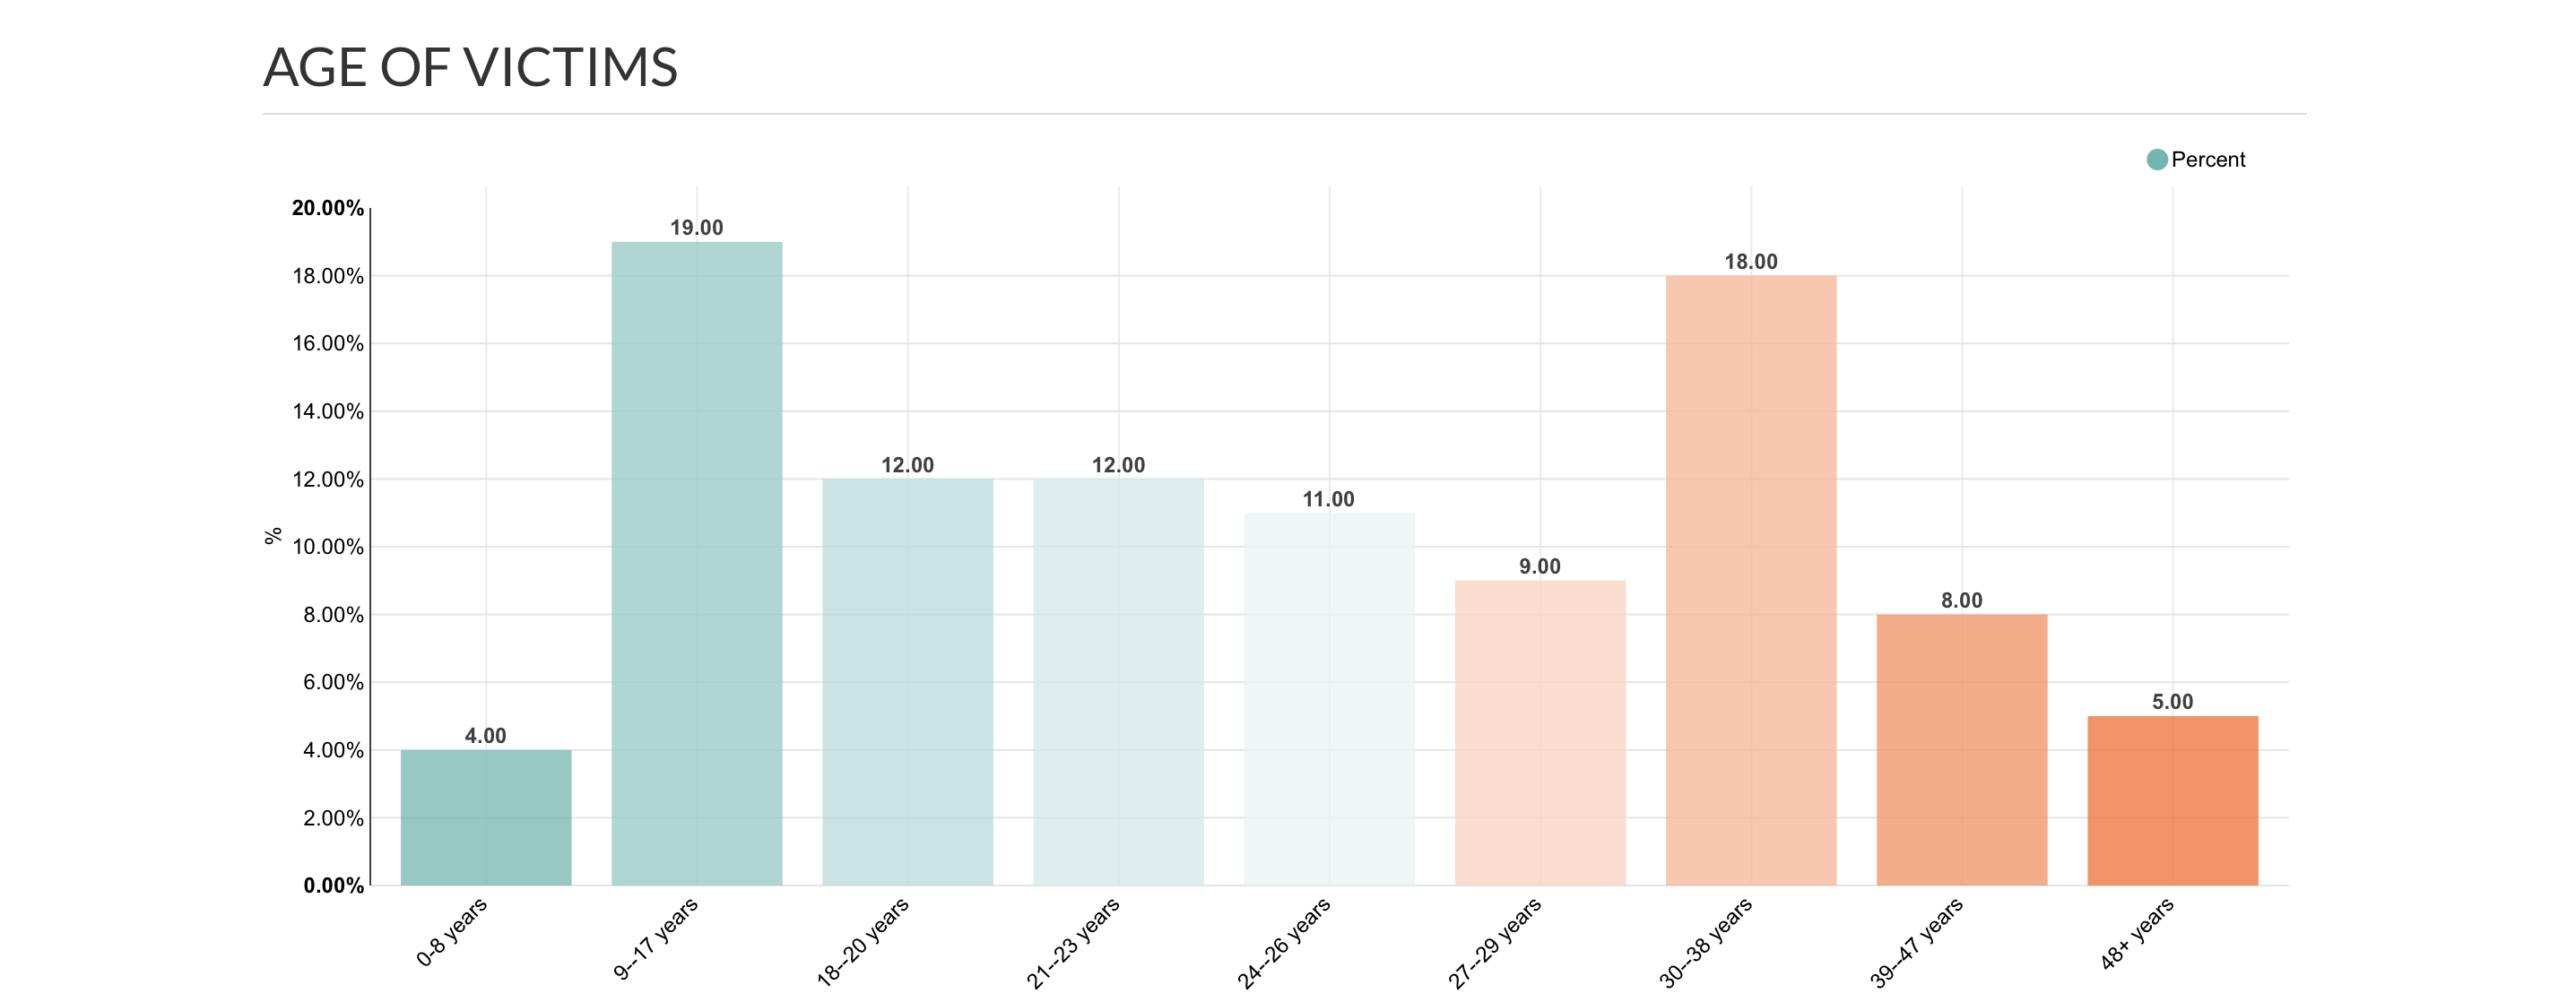 AGE OF VICTIMS
Percent
20.00%
18.00%
16.00%
14.00%
12.00%
10.00%
8.00%
6.00%
4.00%
2.00%
0.00%
%
4.00
19.00
12.00
12.00
11.00
9.00
18.00
8.00
5.00
0-8 years
9--17 years
18--20 years
21--23 years
24--26 years
27--29 years
30--38 years
39--47 years
48+ years